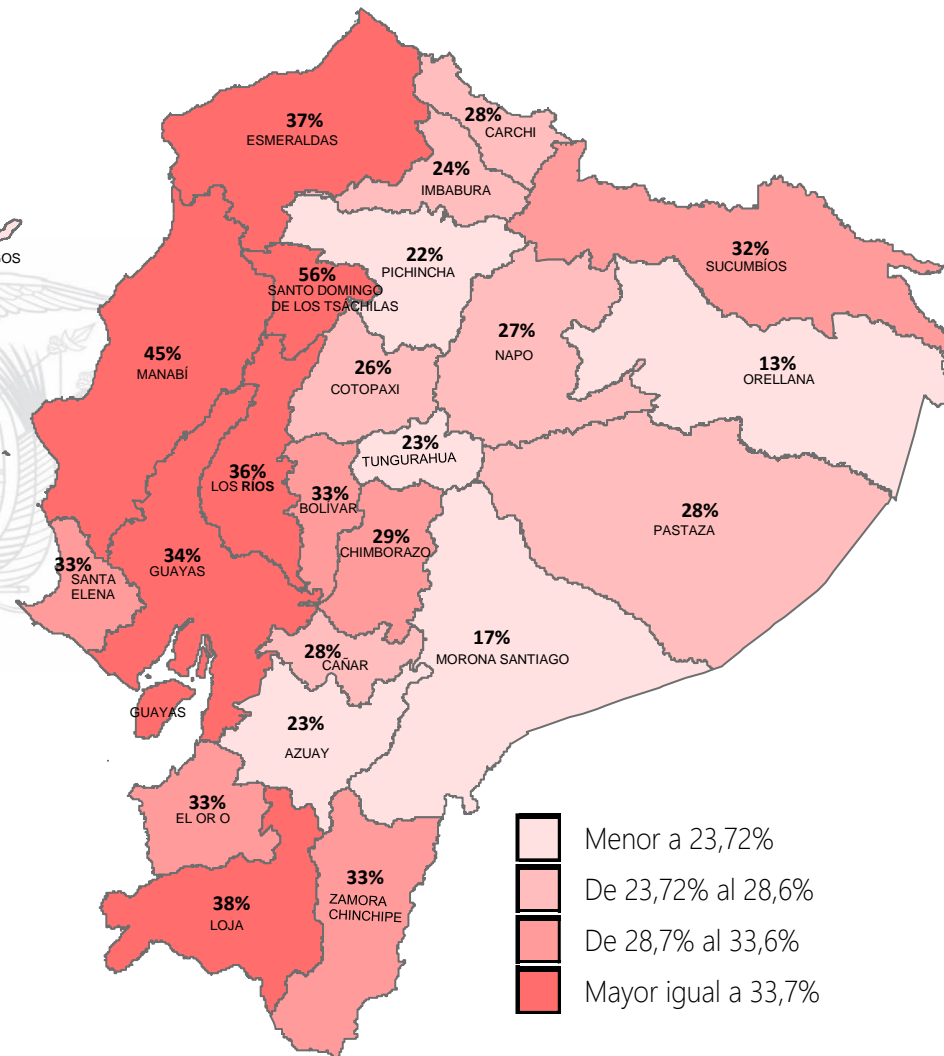 37%
ESMERALDAS
28%
CARCHI
24%
IMBABURA
22%
PICHINCHA
32%
SUCUMBÍOS
GOS
56%
SANTO DOMINGO
DE LOS TSÁCHILAS
27%
NAPO
13%
ORELLANA
45%
MANABÍ
26%
COTOPAXI
23%
TUNGURAHUA
36%
LOS RÍOS
33%
BOLÍVAR
28%
PASTAZA
29%
CHIMBORAZO
34%
GUAYAS
33%
SANTA
ELENA
17%
MORONA SANTIAGO
28%
CAÑAR
GUAYAS
23%
AZUAY
33%
EL OR O
33%
ZAMORA
CHINCHIPE
38%
LOJA
Menor a 23,72%
De 23,72% al 28,6%
De 28,7% al 33,6%
Mayor igual a 33,7%